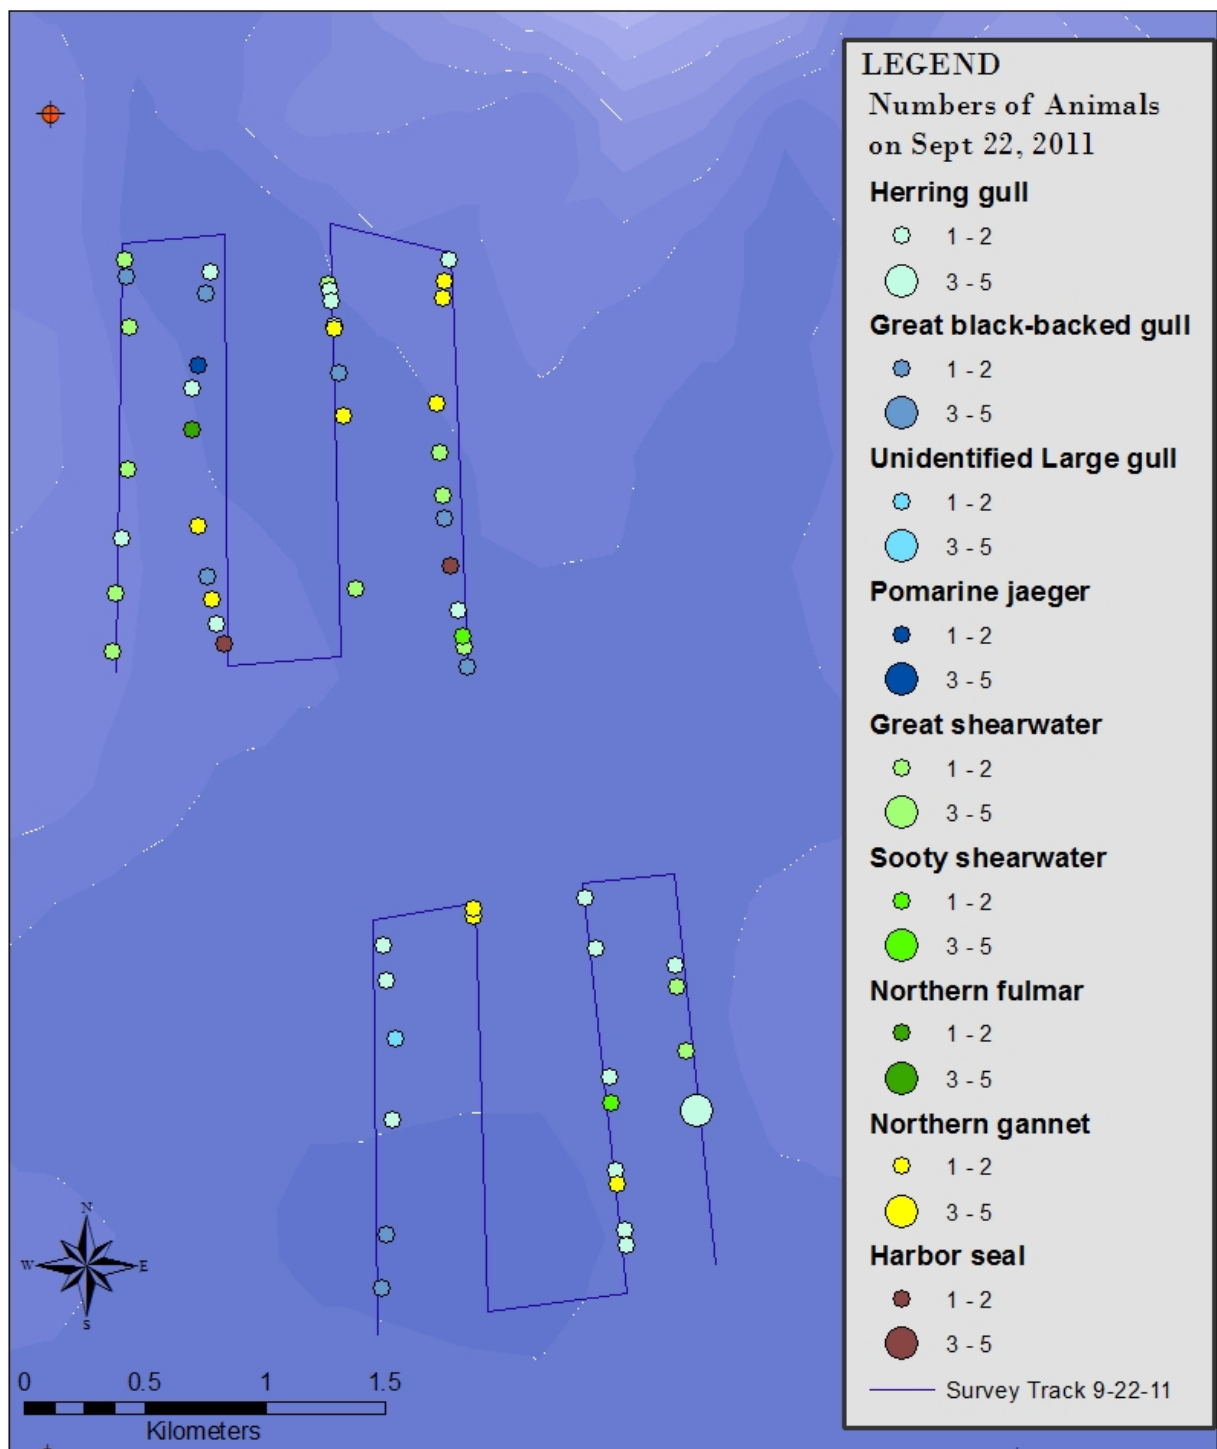 LEGEND
Numbers of Animals
on Sept 22, 2011
Herring gull
1 - 2
3 - 5
Great black-backed gull
1 - 2
3 - 5
Unidentified Large gull
1 - 2
3 - 5
Pomarine jaeger
1 - 2
3 - 5
Great shearwater
1 - 2
3 - 5
Sooty shearwater
1 - 2
3 - 5
Northern fulmar
1 - 2
3 - 5
Northern gannet
1 - 2
3 - 5
Harbor seal
1 - 2
3 - 5
Survey Track 9-22-11
N
W E
S
0 0.5 1 1.5
Kilometers